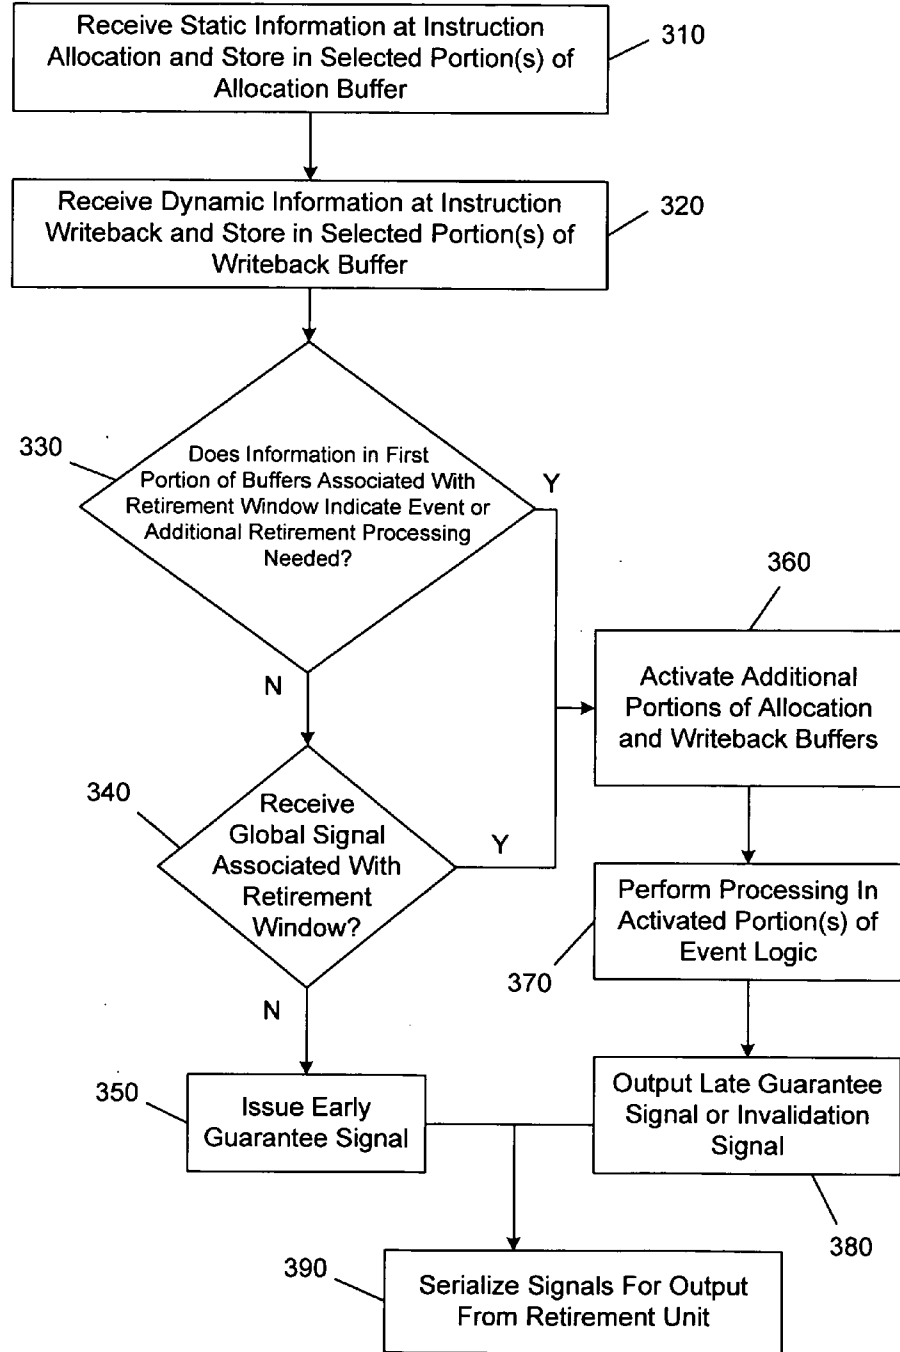 Receive Static Information at Instruction
Allocation and Store in Selected Portion(s) of
Allocation Buffer
310
Receive Dynamic Information at Instruction
Writeback and Store in Selected Portion(s) of
Writeback Buffer
320
330
Does Information in First
Portion of Buffers Associated With
Retirement Window Indicate Event or
Additional Retirement Processing
Needed?
Y
N
360
Activate Additional
Portions of Allocation
and Writeback Buffers
340
Receive
Global Signal
Associated With
Retirement
Window?
Y
N
Perform Processing In
Activated Portion(s) of
Event Logic
370
350
Issue Early
Guarantee Signal
Output Late Guarantee
Signal or Invalidation
Signal
380
390
Serialize Signals For Output
From Retirement Unit